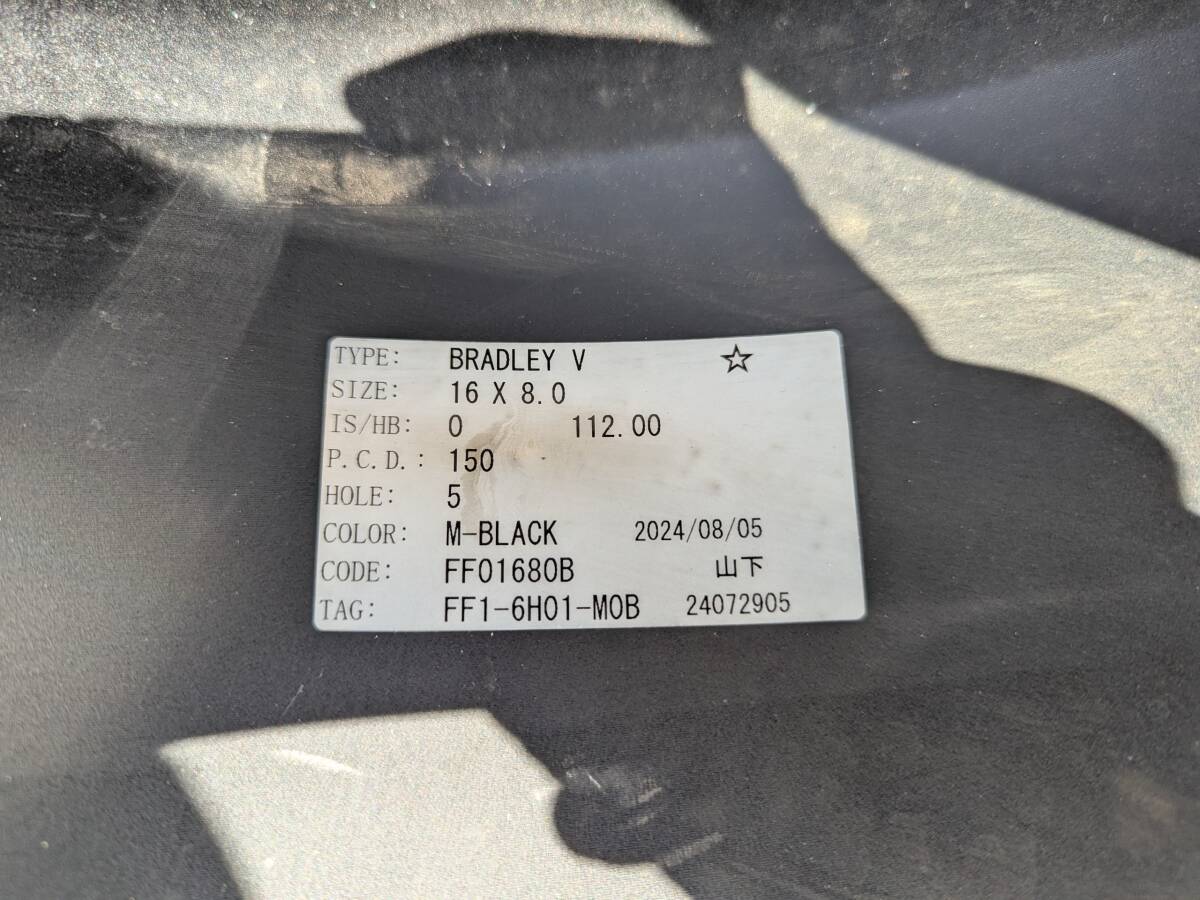 TYPE: BRADLEY V ☆
SIZE: 16 X 8.0
IS/HB: 0 112.00
P.C.D.: 150
HOLE: 5
COLOR: M-BLACK 2024/08/05
CODE: FF01680B 山下
TAG: FF1-6H01-MOB 24072905